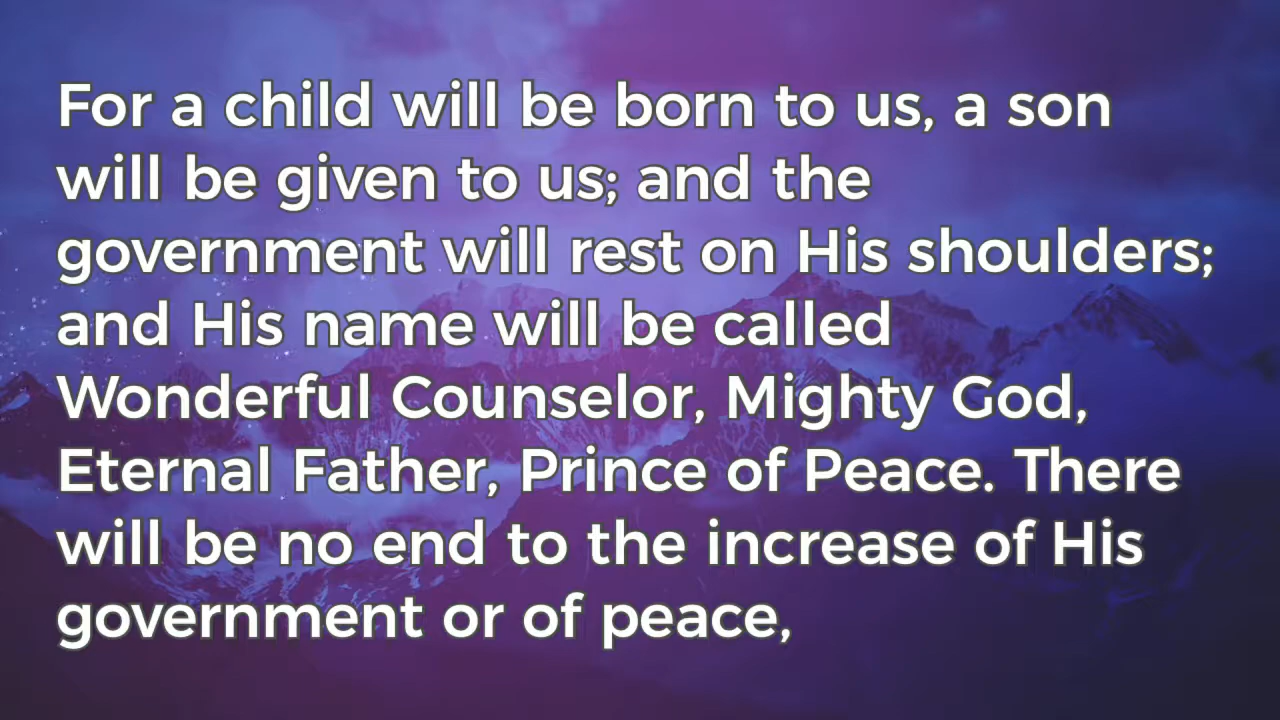 For a child will be born to us, a son
will be given to us; and the
government will rest on His shoulders;
and His name will be called
Wonderful Counselor, Mighty God,
Eternal Father, Prince of Peace. There
will be no end to the increase of His
government or of peace,